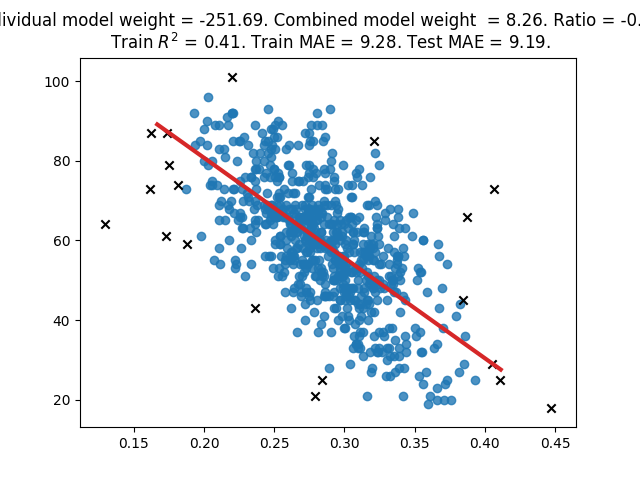 dividual model weight = -251.69. Combined model weight = 8.26. Ratio = -0.
Train R² = 0.41. Train MAE = 9.28. Test MAE = 9.19.
100
80
60
40
20
0.15 0.20 0.25 0.30 0.35 0.40 0.45